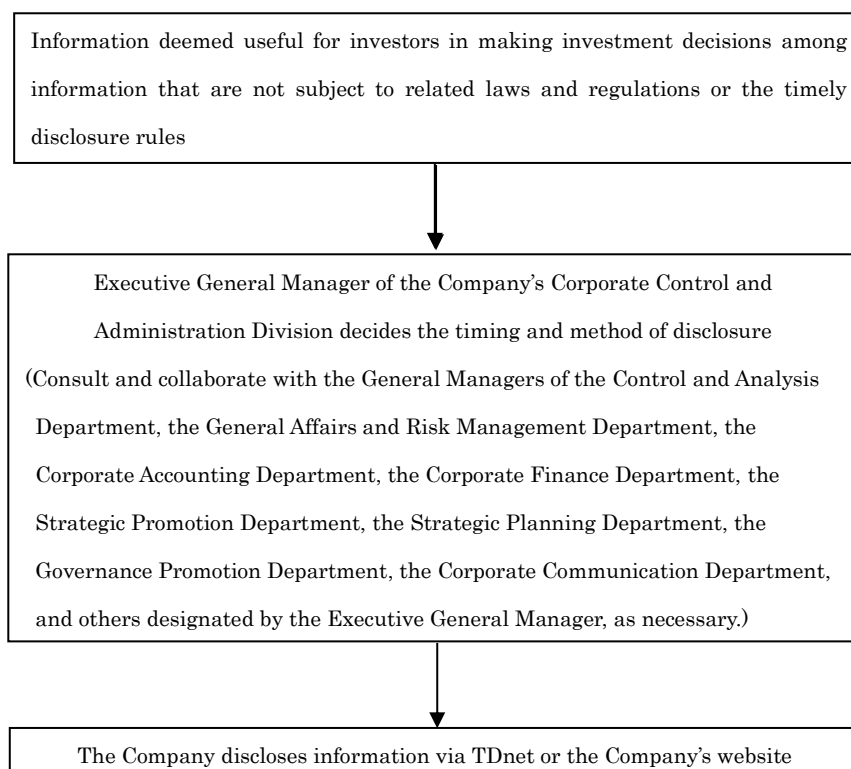 Information deemed useful for investors in making investment decisions among
information that are not subject to related laws and regulations or the timely
disclosure rules
Executive General Manager of the Company’s Corporate Control and
Administration Division decides the timing and method of disclosure
(Consult and collaborate with the General Managers of the Control and Analysis
Department, the General Affairs and Risk Management Department, the
Corporate Accounting Department, the Corporate Finance Department, the
Strategic Promotion Department, the Strategic Planning Department, the
Governance Promotion Department, the Corporate Communication Department,
and others designated by the Executive General Manager, as necessary.)
The Company discloses information via TDnet or the Company’s website